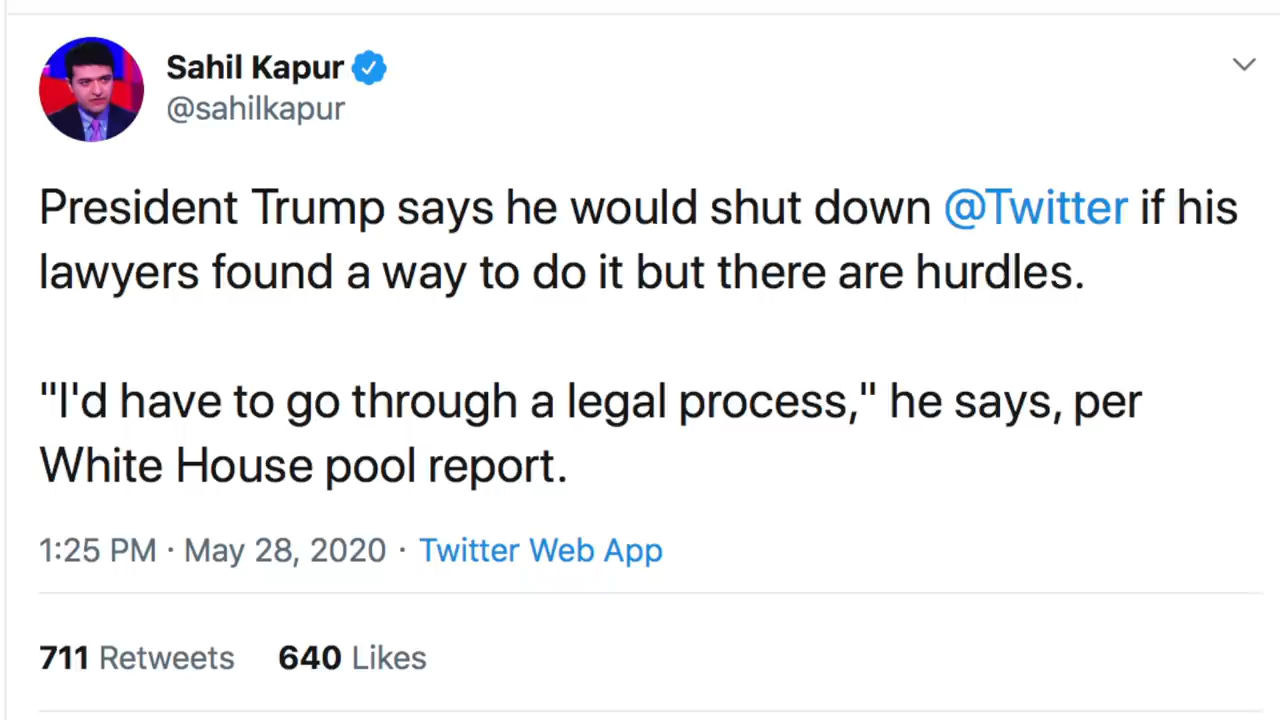 Sahil Kapur
@sahilkapur
President Trump says he would shut down @Twitter if his
lawyers found a way to do it but there are hurdles.
"I'd have to go through a legal process," he says, per
White House pool report.
1:25 PM · May 28, 2020 · Twitter Web App
711 Retweets 640 Likes